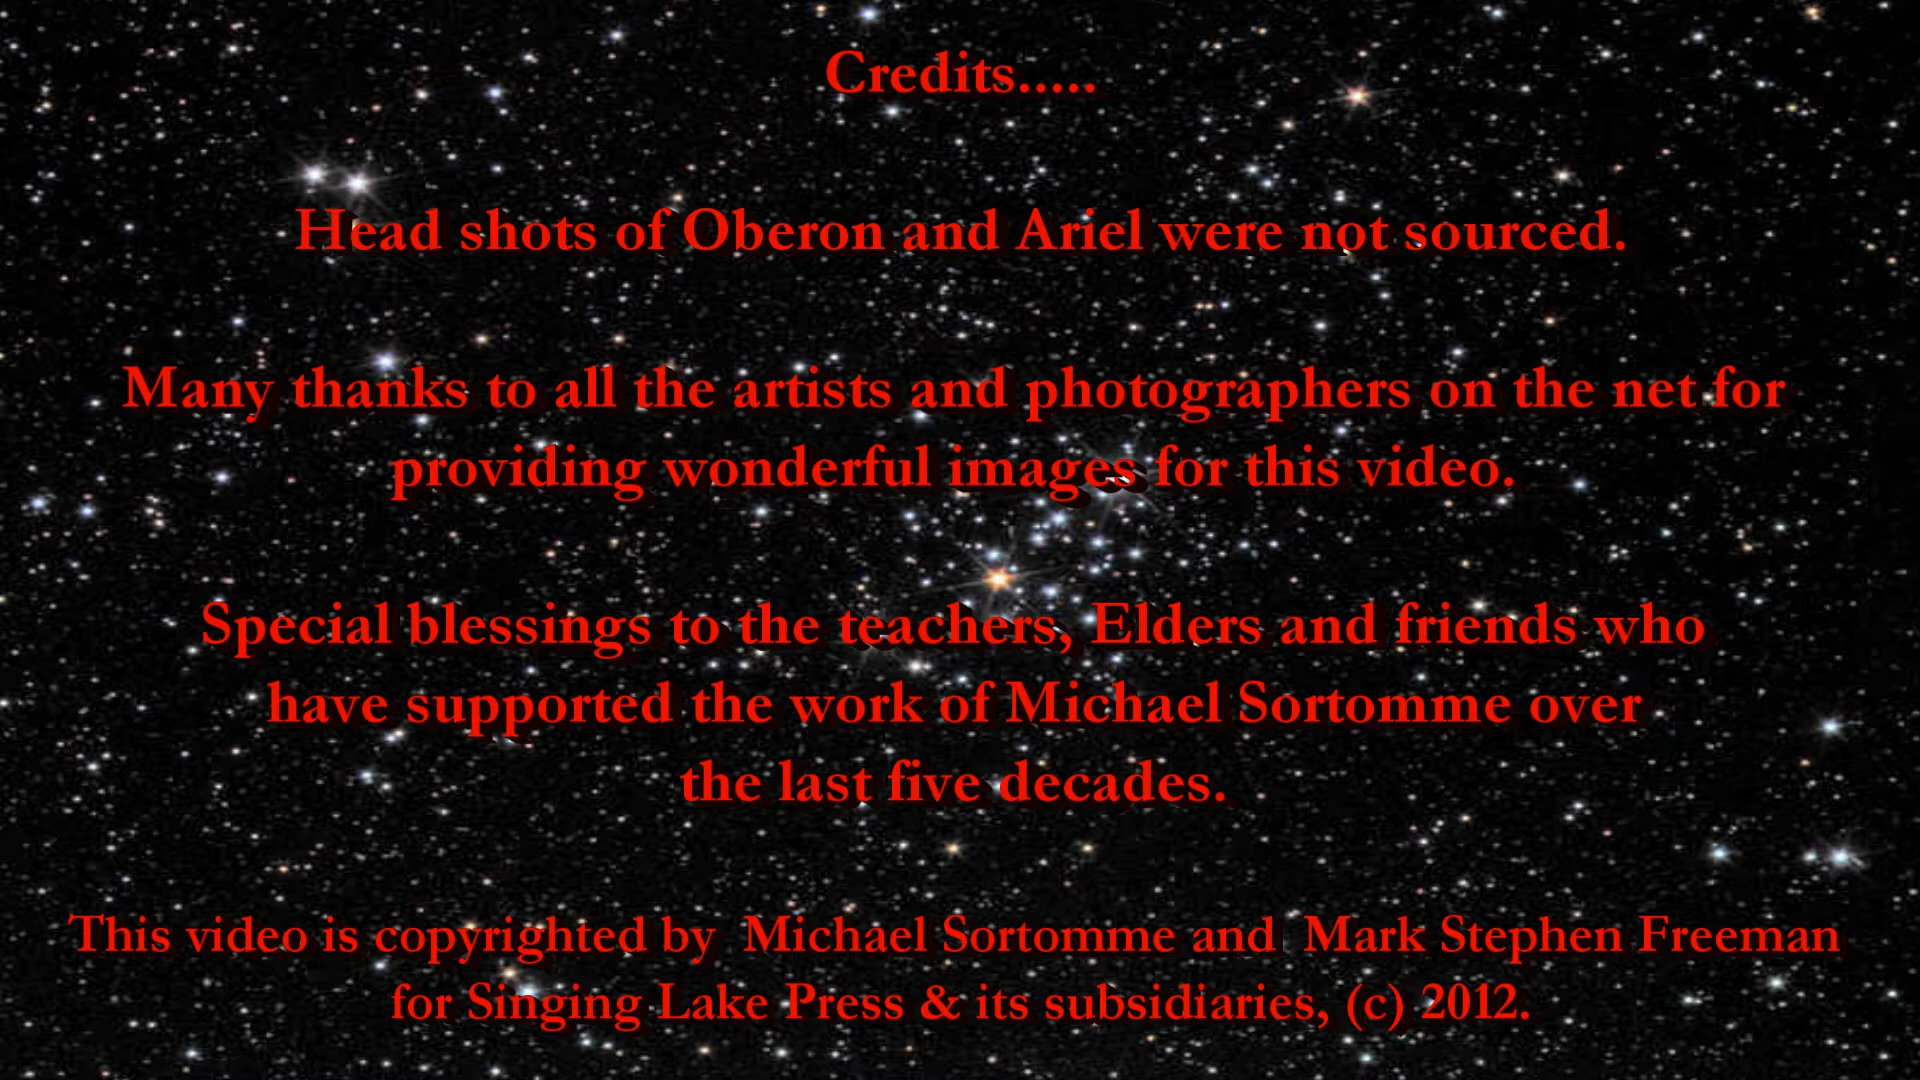 Credits.....
Head shots of Oberon and Ariel were not sourced.
Many thanks to all the artists and photographers on the net for
providing wonderful images for this video.
Special blessings to the teachers, Elders and friends who
have supported the work of Michael Sortomme over
the last five decades.
This video is copyrighted by  Michael Sortomme and  Mark Stephen Freeman
for Singing Lake Press & its subsidiaries, (c) 2012.